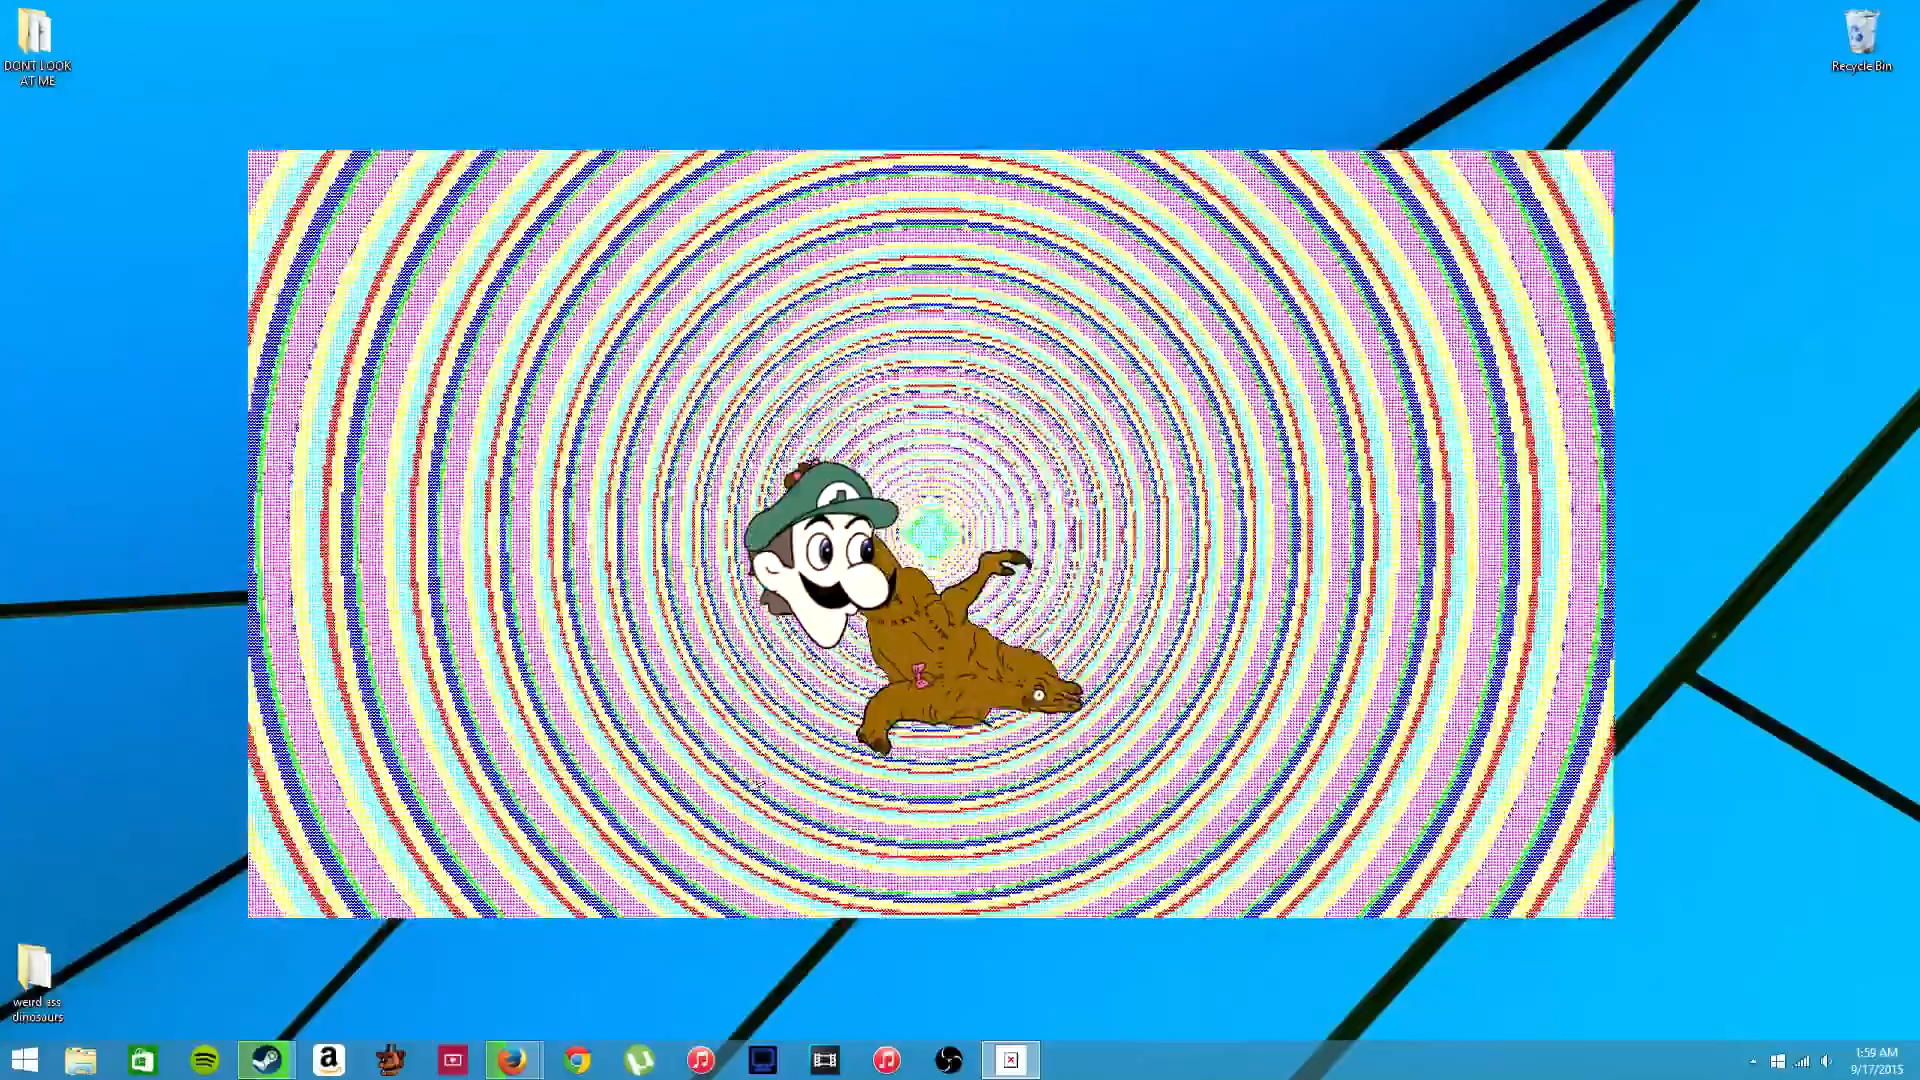 DONT LOOK
AT ME
Recycle Bin
weird ass
dinosaurs
1:59 AM
9/17/2015